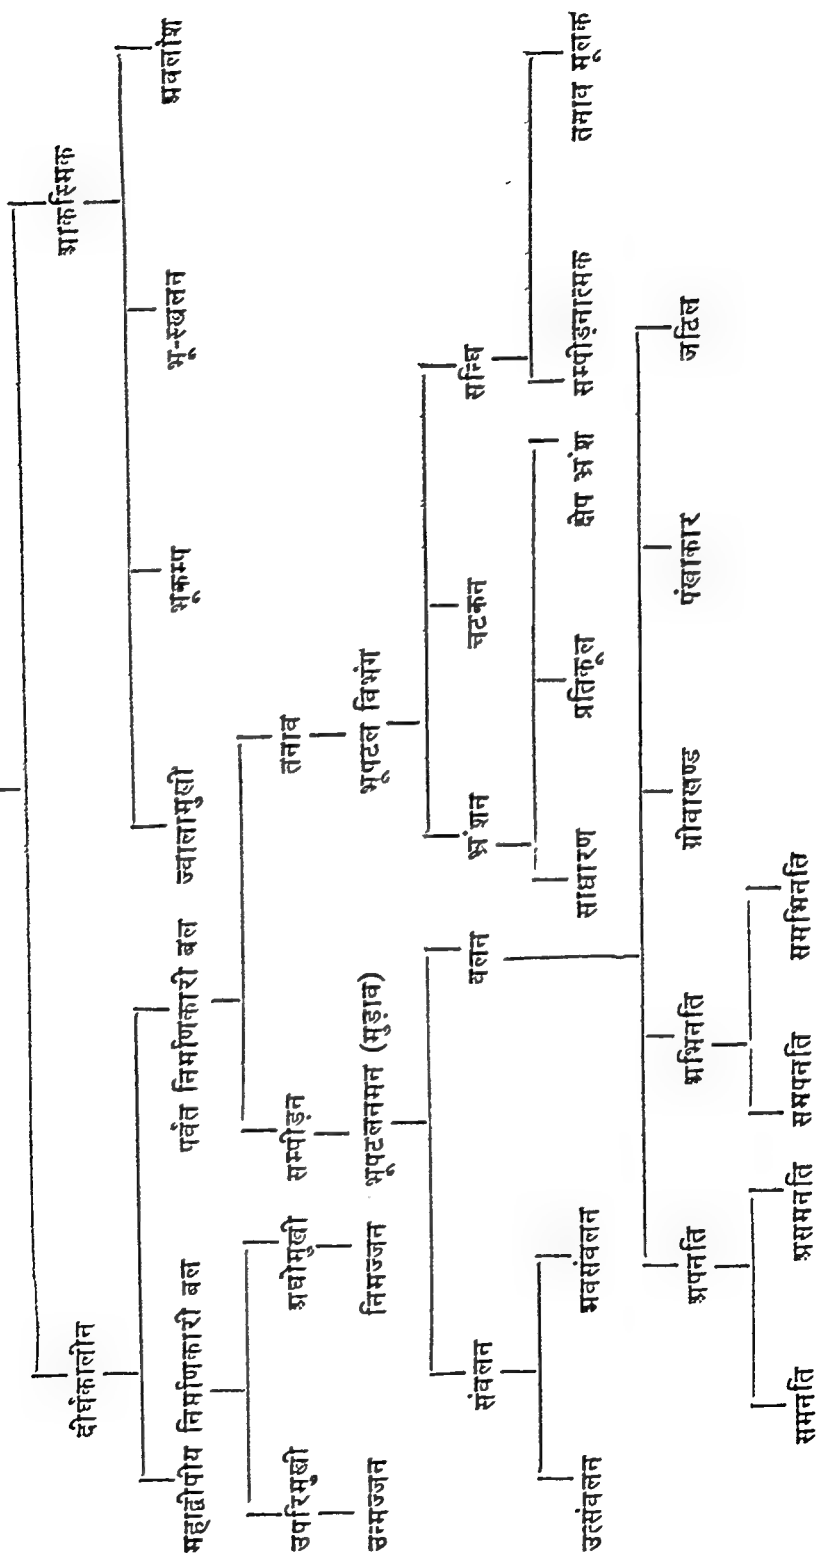 दीर्घकालीन आकस्मिक
महाद्वीपीय निर्माणकारी बल पर्वत निर्माणकारी बल ज्वालामुखी भूकम्प भू-स्खलन अवलांश
उपरिमुखी अधोमुखी सम्पीड़न तनाव
उन्मज्जन निमज्जन भूपटलनमन (मुड़ाव) भूपटल विभंग
संवलन वलन भ्रंशन चटकन सन्धि
उत्संवलन अवसंवलन साधारण प्रतिकूल क्षेप भ्रंश सम्पीड़नात्मक तनाव मूलक
अपनति अभिनति ग्रीवाखण्ड पंखाकार जटिल
समनति असमनति समपनति समभिनति